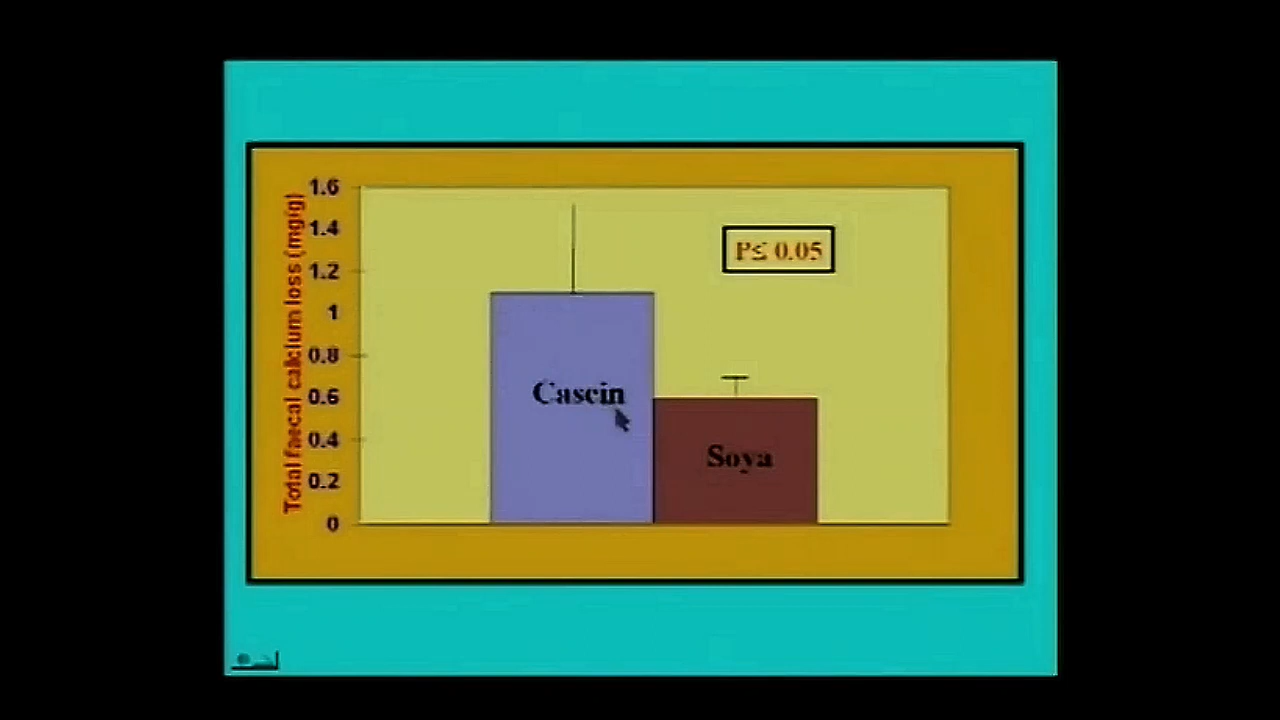 Total faecal calcium loss (mg/g)
1.6
1.4
1.2
1
0.8
0.6
0.4
0.2
0
P≤ 0.05
Casein
Soya